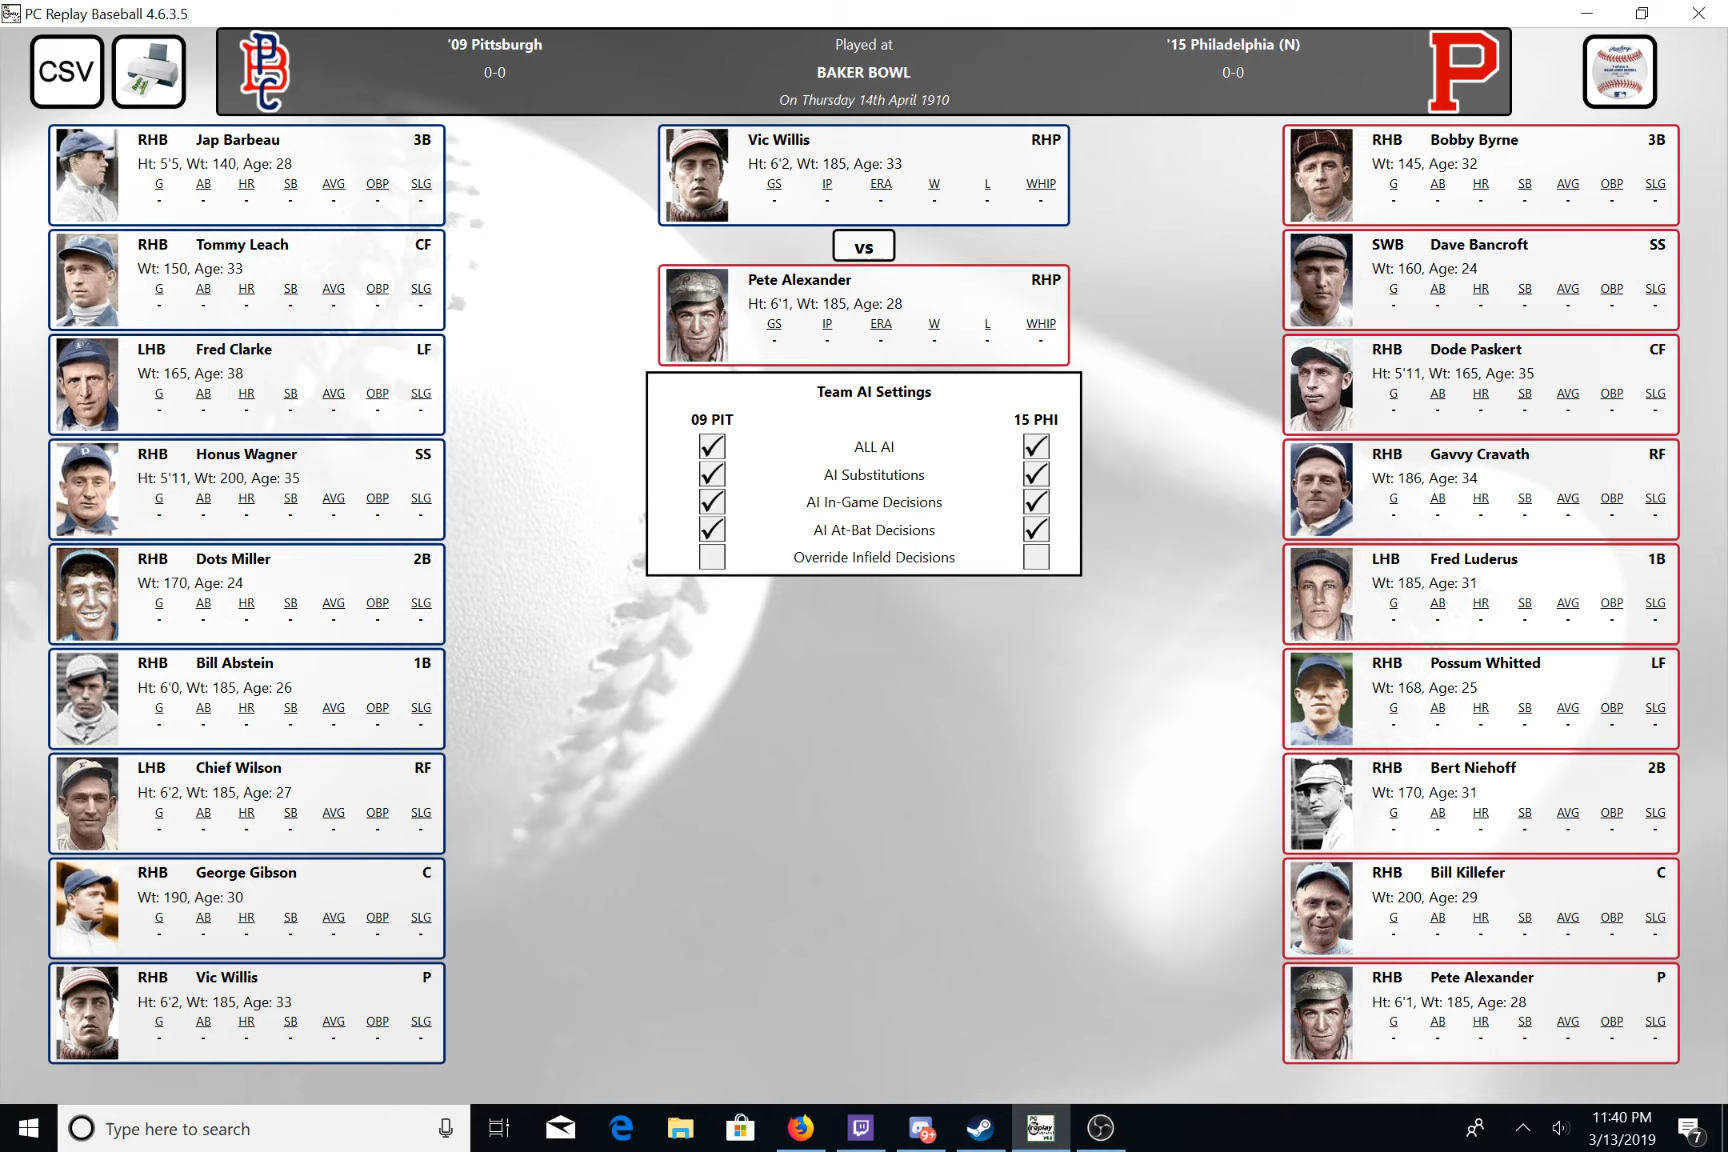 PC Replay Baseball 4.6.3.5
CSV
'09 Pittsburgh
0-0
Played at
BAKER BOWL
On Thursday 14th April 1910
'15 Philadelphia (N)
0-0
P
RHB Jap Barbeau 3B
Ht: 5'5, Wt: 140, Age: 28
G AB HR SB AVG OBP SLG
- - - - - - -
RHB Tommy Leach CF
Wt: 150, Age: 33
G AB HR SB AVG OBP SLG
- - - - - - -
LHB Fred Clarke LF
Wt: 165, Age: 38
G AB HR SB AVG OBP SLG
- - - - - - -
RHB Honus Wagner SS
Ht: 5'11, Wt: 200, Age: 35
G AB HR SB AVG OBP SLG
- - - - - - -
RHB Dots Miller 2B
Wt: 170, Age: 24
G AB HR SB AVG OBP SLG
- - - - - - -
RHB Bill Abstein 1B
Ht: 6'0, Wt: 185, Age: 26
G AB HR SB AVG OBP SLG
- - - - - - -
LHB Chief Wilson RF
Ht: 6'2, Wt: 185, Age: 27
G AB HR SB AVG OBP SLG
- - - - - - -
RHB George Gibson C
Wt: 190, Age: 30
G AB HR SB AVG OBP SLG
- - - - - - -
RHB Vic Willis P
Ht: 6'2, Wt: 185, Age: 33
G AB HR SB AVG OBP SLG
- - - - - - -
Vic Willis RHP
Ht: 6'2, Wt: 185, Age: 33
GS IP ERA W L WHIP
- - - - - -
vs
Pete Alexander RHP
Ht: 6'1, Wt: 185, Age: 28
GS IP ERA W L WHIP
- - - - - -
Team AI Settings
09 PIT 15 PHI
ALL AI
AI Substitutions
AI In-Game Decisions
AI At-Bat Decisions
Override Infield Decisions
RHB Bobby Byrne 3B
Wt: 145, Age: 32
G AB HR SB AVG OBP SLG
- - - - - - -
SWB Dave Bancroft SS
Wt: 160, Age: 24
G AB HR SB AVG OBP SLG
- - - - - - -
RHB Dode Paskert CF
Ht: 5'11, Wt: 165, Age: 35
G AB HR SB AVG OBP SLG
- - - - - - -
RHB Gavvy Cravath RF
Wt: 186, Age: 34
G AB HR SB AVG OBP SLG
- - - - - - -
LHB Fred Luderus 1B
Wt: 185, Age: 31
G AB HR SB AVG OBP SLG
- - - - - - -
RHB Possum Whitted LF
Wt: 168, Age: 25
G AB HR SB AVG OBP SLG
- - - - - - -
RHB Bert Niehoff 2B
Wt: 170, Age: 31
G AB HR SB AVG OBP SLG
- - - - - - -
RHB Bill Killefer C
Wt: 200, Age: 29
G AB HR SB AVG OBP SLG
- - - - - - -
RHB Pete Alexander P
Ht: 6'1, Wt: 185, Age: 28
G AB HR SB AVG OBP SLG
- - - - - - -
Type here to search
9+
11:40 PM
3/13/2019
7